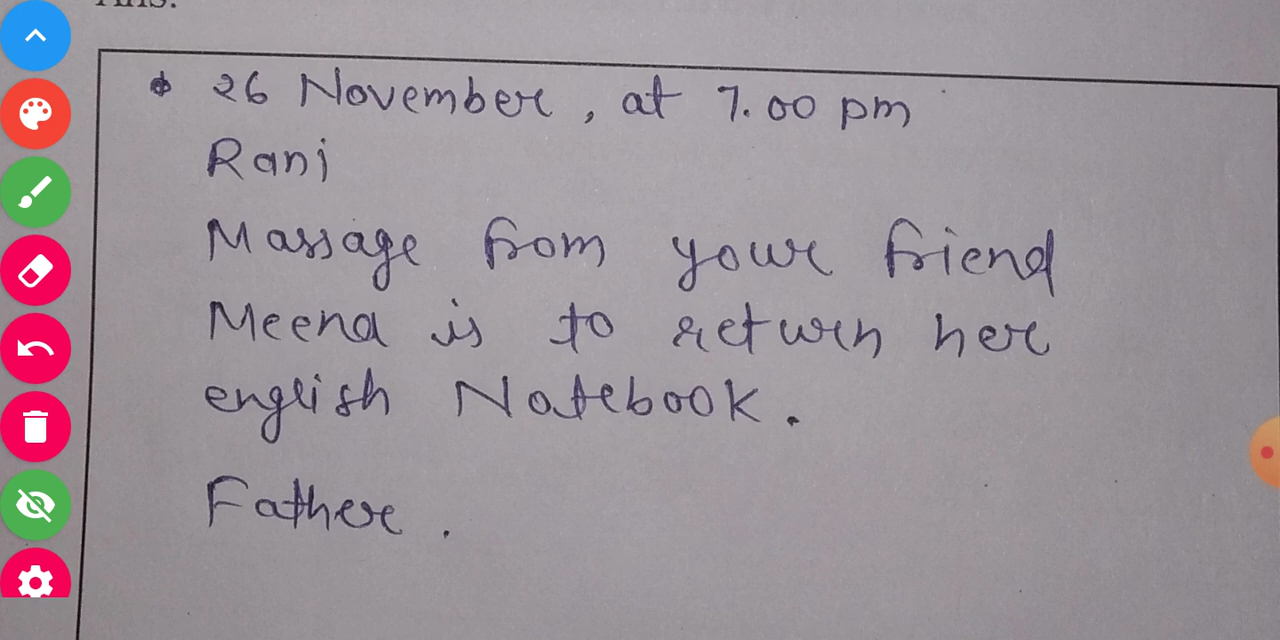 Ans.
26 November, at 7.00 pm
Rani
Massage from your friend
Meena is to return her
english Notebook.
Father.